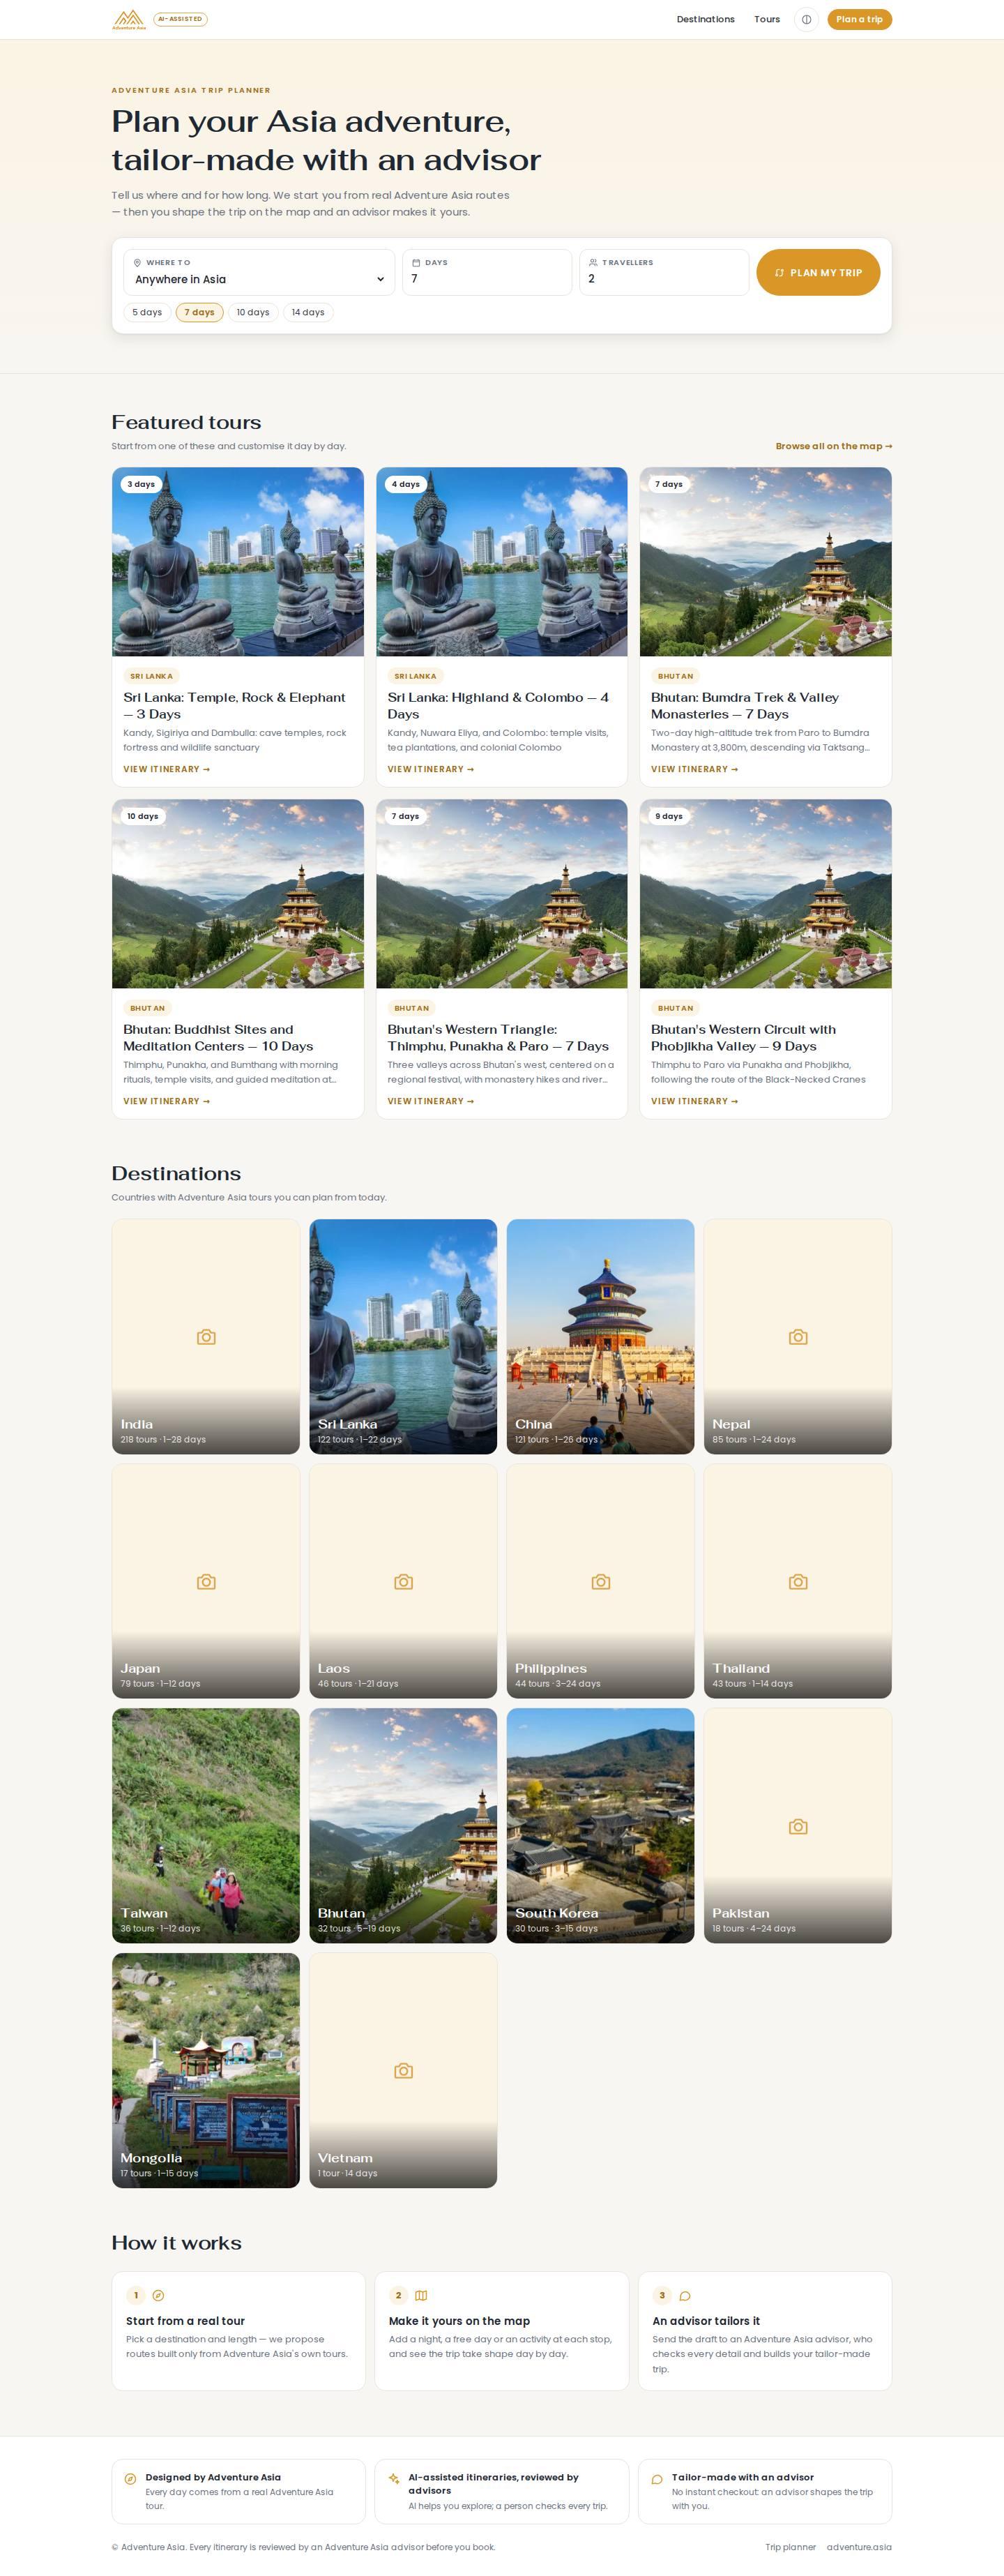 Adventure Asia
AI-ASSISTED
Destinations
Tours
Plan a trip
ADVENTURE ASIA TRIP PLANNER
Plan your Asia adventure,
tailor-made with an advisor
Tell us where and for how long. We start you from real Adventure Asia routes
— then you shape the trip on the map and an advisor makes it yours.
WHERE TO
Anywhere in Asia
DAYS
7
TRAVELLERS
2
PLAN MY TRIP
5 days
7 days
10 days
14 days
Featured tours
Start from one of these and customise it day by day.
Browse all on the map →
3 days
SRI LANKA
Sri Lanka: Temple, Rock & Elephant
— 3 Days
Kandy, Sigiriya and Dambulla: cave temples, rock
fortress and wildlife sanctuary
VIEW ITINERARY →
4 days
SRI LANKA
Sri Lanka: Highland & Colombo — 4
Days
Kandy, Nuwara Eliya, and Colombo: temple visits,
tea plantations, and colonial Colombo
VIEW ITINERARY →
7 days
BHUTAN
Bhutan: Bumdra Trek & Valley
Monasteries — 7 Days
Two-day high-altitude trek from Paro to Bumdra
Monastery at 3,800m, descending via Taktsang…
VIEW ITINERARY →
10 days
BHUTAN
Bhutan: Buddhist Sites and
Meditation Centers — 10 Days
Thimphu, Punakha, and Bumthang with morning
rituals, temple visits, and guided meditation at…
VIEW ITINERARY →
7 days
BHUTAN
Bhutan's Western Triangle:
Thimphu, Punakha & Paro — 7 Days
Three valleys across Bhutan's west, centered on a
regional festival, with monastery hikes and river…
VIEW ITINERARY →
9 days
BHUTAN
Bhutan's Western Circuit with
Phobjikha Valley — 9 Days
Thimphu to Paro via Punakha and Phobjikha,
following the route of the Black-Necked Cranes
VIEW ITINERARY →
Destinations
Countries with Adventure Asia tours you can plan from today.
India
218 tours · 1–28 days
Sri Lanka
122 tours · 1–22 days
China
121 tours · 1–26 days
Nepal
85 tours · 1–24 days
Japan
79 tours · 1–12 days
Laos
46 tours · 1–21 days
Philippines
44 tours · 3–24 days
Thailand
43 tours · 1–14 days
Taiwan
36 tours · 1–12 days
Bhutan
32 tours · 5–19 days
South Korea
30 tours · 3–15 days
Pakistan
18 tours · 4–24 days
Mongolia
17 tours · 1–15 days
Vietnam
1 tour · 14 days
How it works
1
Start from a real tour
Pick a destination and length — we propose
routes built only from Adventure Asia's own tours.
2
Make it yours on the map
Add a night, a free day or an activity at each stop,
and see the trip take shape day by day.
3
An advisor tailors it
Send the draft to an Adventure Asia advisor, who
checks every detail and builds your tailor-made
trip.
Designed by Adventure Asia
Every day comes from a real Adventure Asia
tour.
AI-assisted itineraries, reviewed by
advisors
AI helps you explore; a person checks every trip.
Tailor-made with an advisor
No instant checkout: an advisor shapes the trip
with you.
© Adventure Asia. Every itinerary is reviewed by an Adventure Asia advisor before you book.
Trip planner
adventure.asia